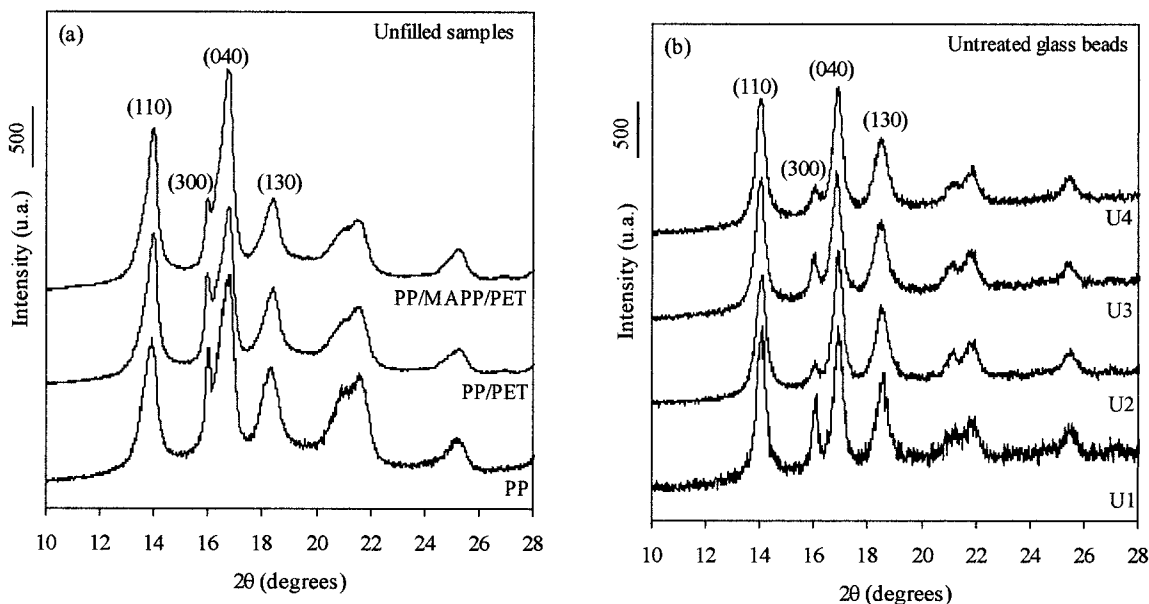 (a)
Unfilled samples
(040)
(110)
(300)
(130)
500
Intensity (u.a.)
PP/MAPP/PET
PP/PET
PP
10 12 14 16 18 20 22 24 26 28
2θ (degrees)
(b)
Untreated glass beads
(040)
(110)
(130)
(300)
500
Intensity (u.a.)
U4
U3
U2
U1
10 12 14 16 18 20 22 24 26 28
2θ (degrees)